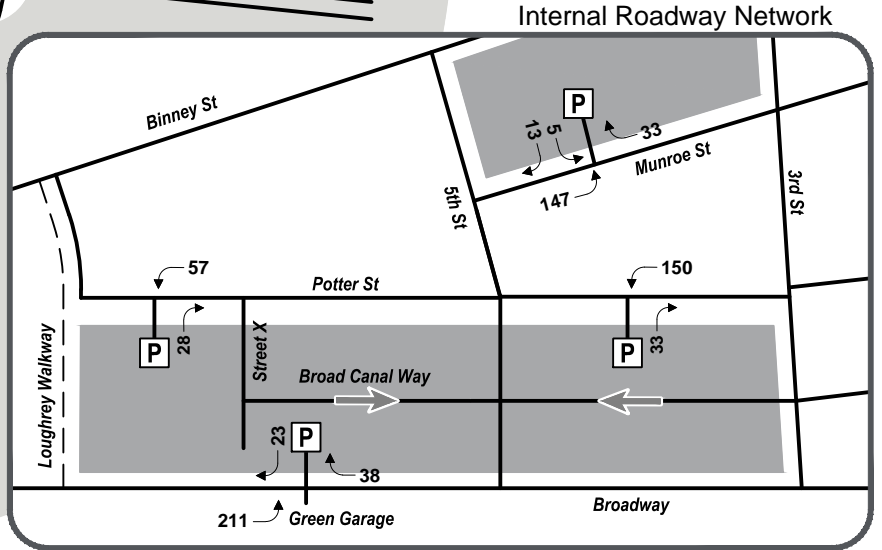 Internal Roadway Network
Binney St
P
33
13
5
Munroe St
147
5th St
3rd St
57
Potter St
150
28
P
Street X
33
P
Loughrey Walkway
Broad Canal Way
23
P
38
211
Green Garage
Broadway